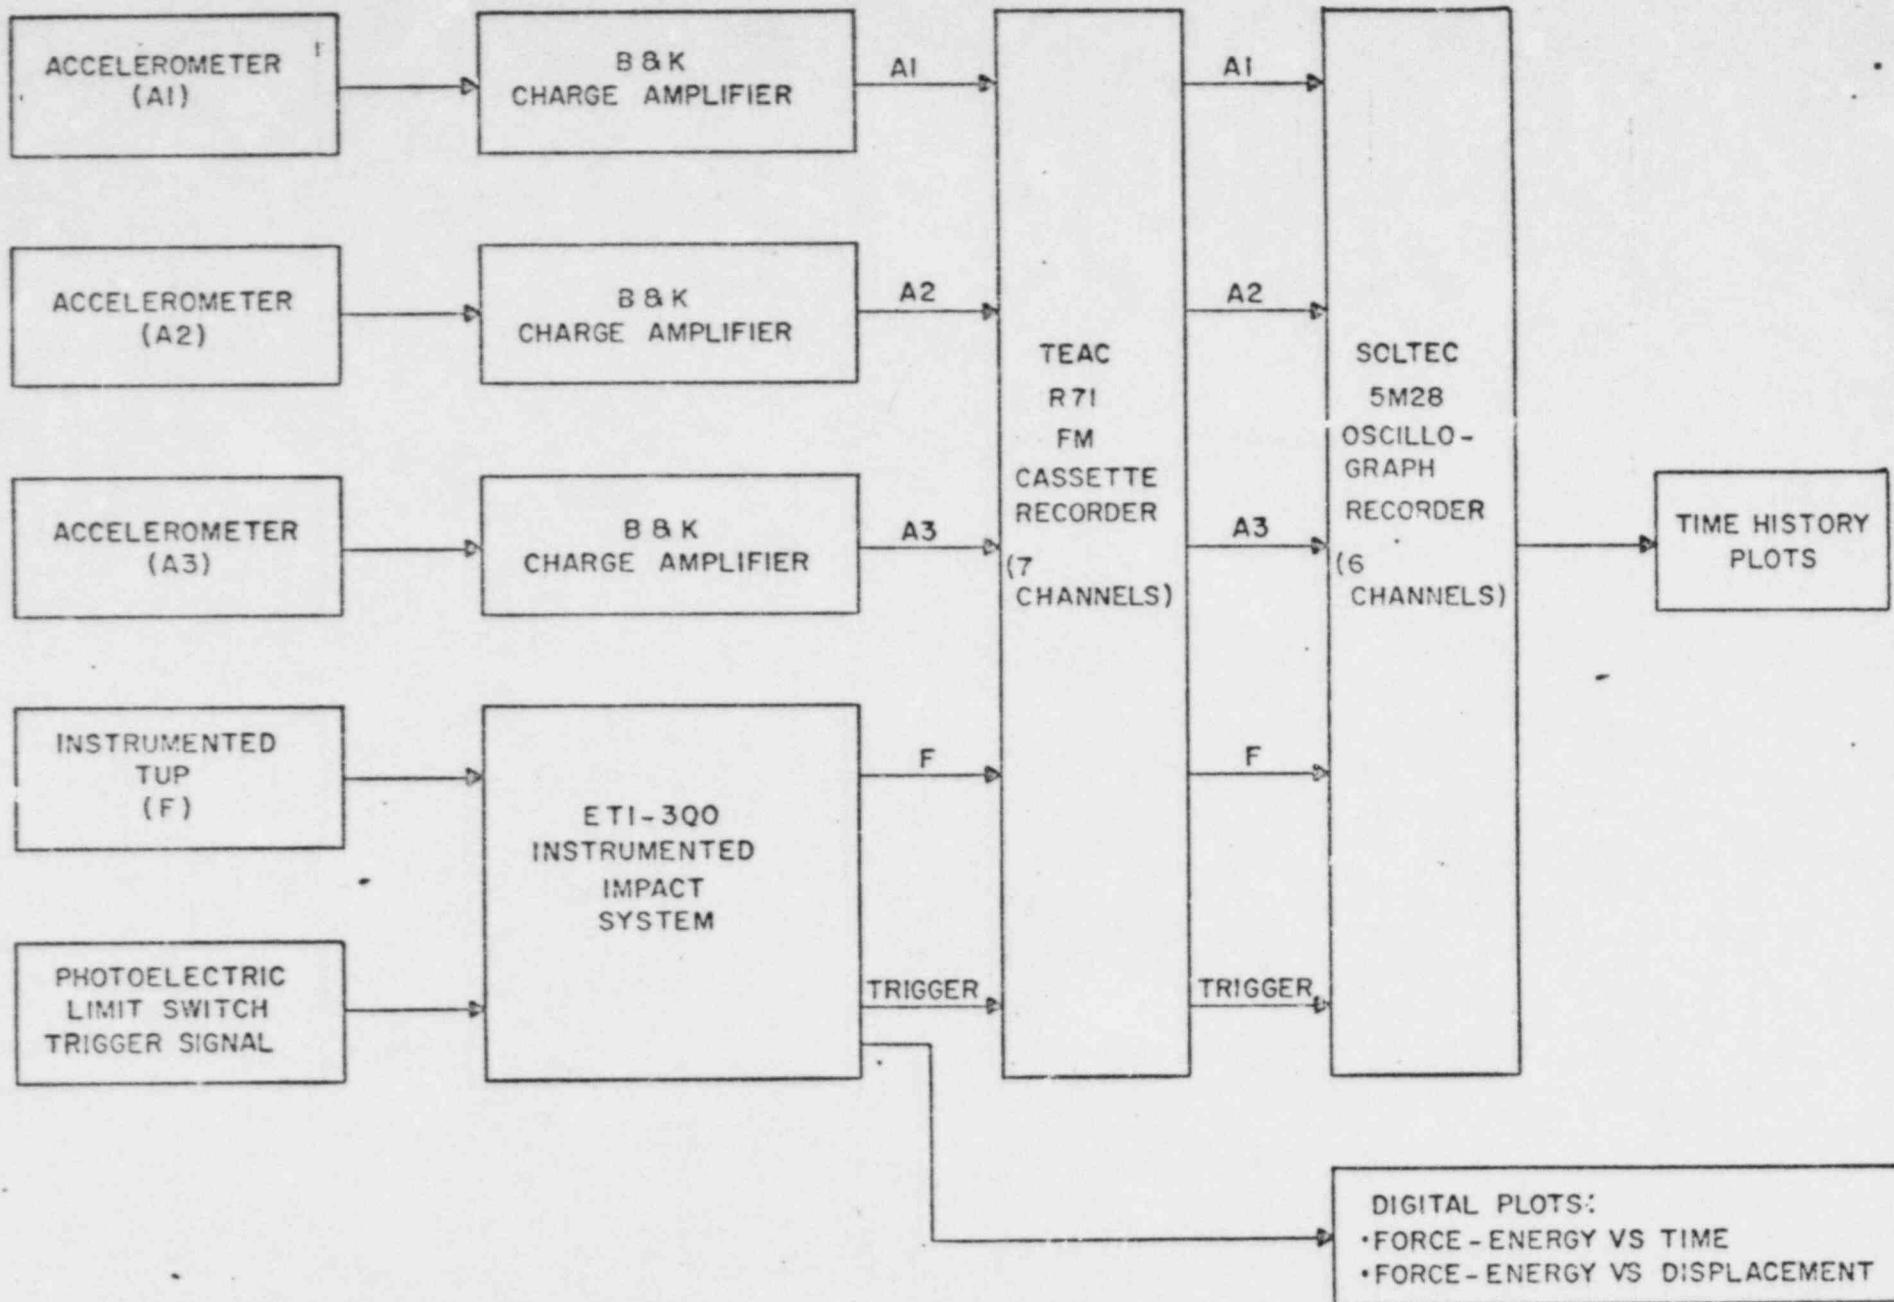 ACCELEROMETER
(A1)
B & K
CHARGE AMPLIFIER
A1
A1
ACCELEROMETER
(A2)
B & K
CHARGE AMPLIFIER
A2
A2
ACCELEROMETER
(A3)
B & K
CHARGE AMPLIFIER
A3
A3
TEAC
R71
FM
CASSETTE
RECORDER
(7
CHANNELS)
SOLTEC
5M28
OSCILLO-
GRAPH
RECORDER
(6
CHANNELS)
TIME HISTORY
PLOTS
INSTRUMENTED
TUP
(F)
ETI-300
INSTRUMENTED
IMPACT
SYSTEM
F
F
PHOTOELECTRIC
LIMIT SWITCH
TRIGGER SIGNAL
TRIGGER
TRIGGER
DIGITAL PLOTS:
•FORCE-ENERGY VS TIME
•FORCE-ENERGY VS DISPLACEMENT